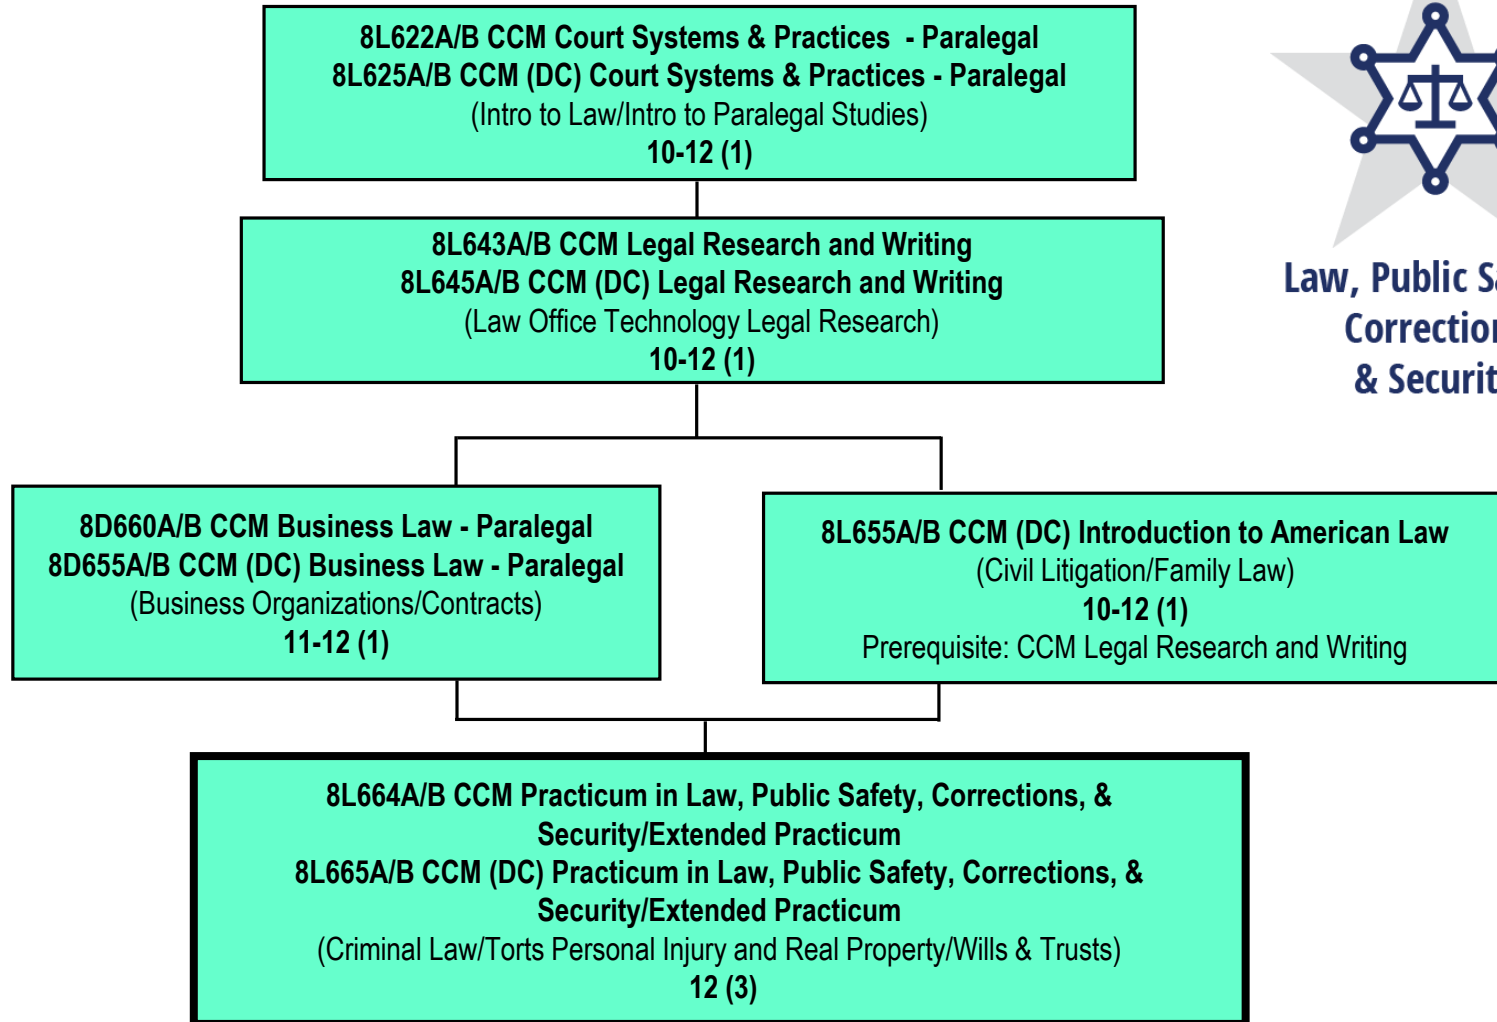 8L622A/B CCM Court Systems & Practices - Paralegal
8L625A/B CCM (DC) Court Systems & Practices - Paralegal
(Intro to Law/Intro to Paralegal Studies)
10-12 (1)
8L643A/B CCM Legal Research and Writing
8L645A/B CCM (DC) Legal Research and Writing
(Law Office Technology Legal Research)
10-12 (1)
Law, Public Sa
Correction
& Securit
8D660A/B CCM Business Law - Paralegal
8D655A/B CCM (DC) Business Law - Paralegal
(Business Organizations/Contracts)
11-12 (1)
8L655A/B CCM (DC) Introduction to American Law
(Civil Litigation/Family Law)
10-12 (1)
Prerequisite: CCM Legal Research and Writing
8L664A/B CCM Practicum in Law, Public Safety, Corrections, &
Security/Extended Practicum
8L665A/B CCM (DC) Practicum in Law, Public Safety, Corrections, &
Security/Extended Practicum
(Criminal Law/Torts Personal Injury and Real Property/Wills & Trusts)
12 (3)